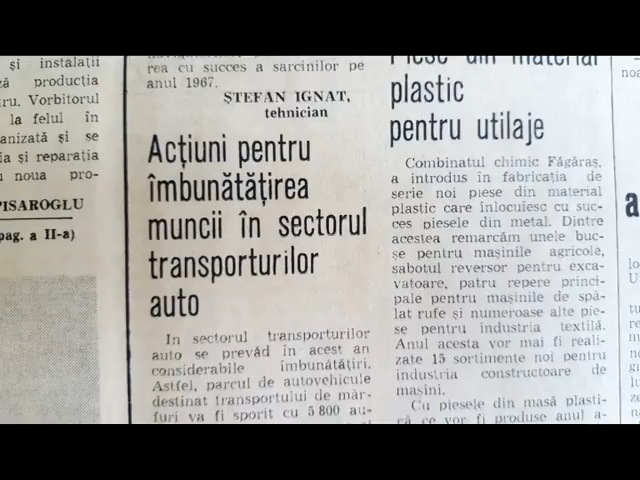 și instalații
producția
Vorbitorul
la felul în
și se
și reparația
noua pro-
PISAROGLU
pag. a II-a)
rea cu succes a sarcinilor pe
anul 1967.
ȘTEFAN IGNAT,
tehnician
Acțiuni pentru
îmbunătățirea
muncii în sectorul
transporturilor
auto
In sectorul transporturilor
auto se prevăd în acest an
considerabile îmbunătățiri.
Astfel, parcul de autovehicule
destinat transportului de măr-
furi va fi sporit cu 5 800 au-
Piese din material
plastic
pentru utilaje
Combinatul chimic Făgăraș,
a introdus în fabricația de
serie noi piese din material
plastic care înlocuiesc cu suc-
ces piesele din metal. Dintre
acestea remarcăm unele buc-
șe pentru mașinile agricole,
sabotul reversor pentru exca-
vatoare, patru repere princi-
pale pentru mașinile de spă-
lat rufe și numeroase alte pie-
se pentru industria textilă.
Anul acesta vor mai fi reali-
zate 15 sortimente noi pentru
industria constructoare de
mașini.
Cu piesele din masă plasti-
că ce vor fi produse anul a-